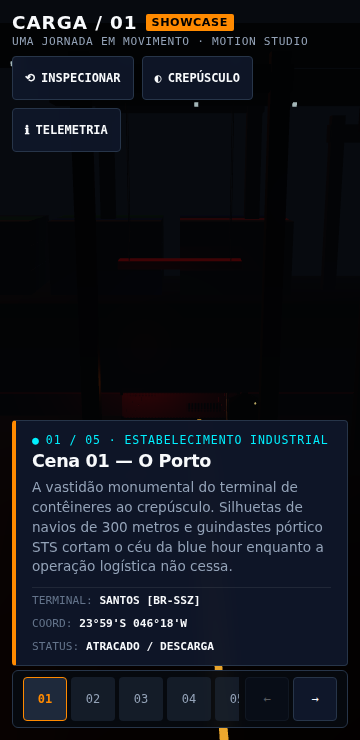 CARGA / 01 SHOWCASE
UMA JORNADA EM MOVIMENTO · MOTION STUDIO
⟲ INSPECIONAR ◐ CREPÚSCULO
ℹ TELEMETRIA
● 01 / 05 · ESTABELECIMENTO INDUSTRIAL
Cena 01 — O Porto
A vastidão monumental do terminal de
contêineres ao crepúsculo. Silhuetas de
navios de 300 metros e guindastes pórtico
STS cortam o céu da blue hour enquanto a
operação logística não cessa.
TERMINAL: SANTOS [BR-SSZ]
COORD: 23°59'S 046°18'W
STATUS: ATRACADO / DESCARGA
01 02 03 04 05 ← →